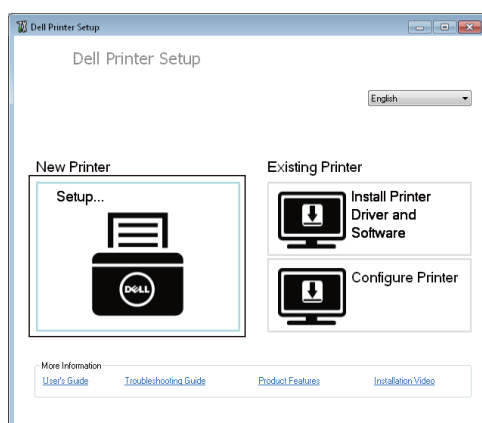 Dell Printer Setup
Dell Printer Setup
English
New Printer
Existing Printer
Setup...
DELL
Install Printer
Driver and
Software
Configure Printer
More Information
User's Guide
Troubleshooting Guide
Product Features
Installation Video